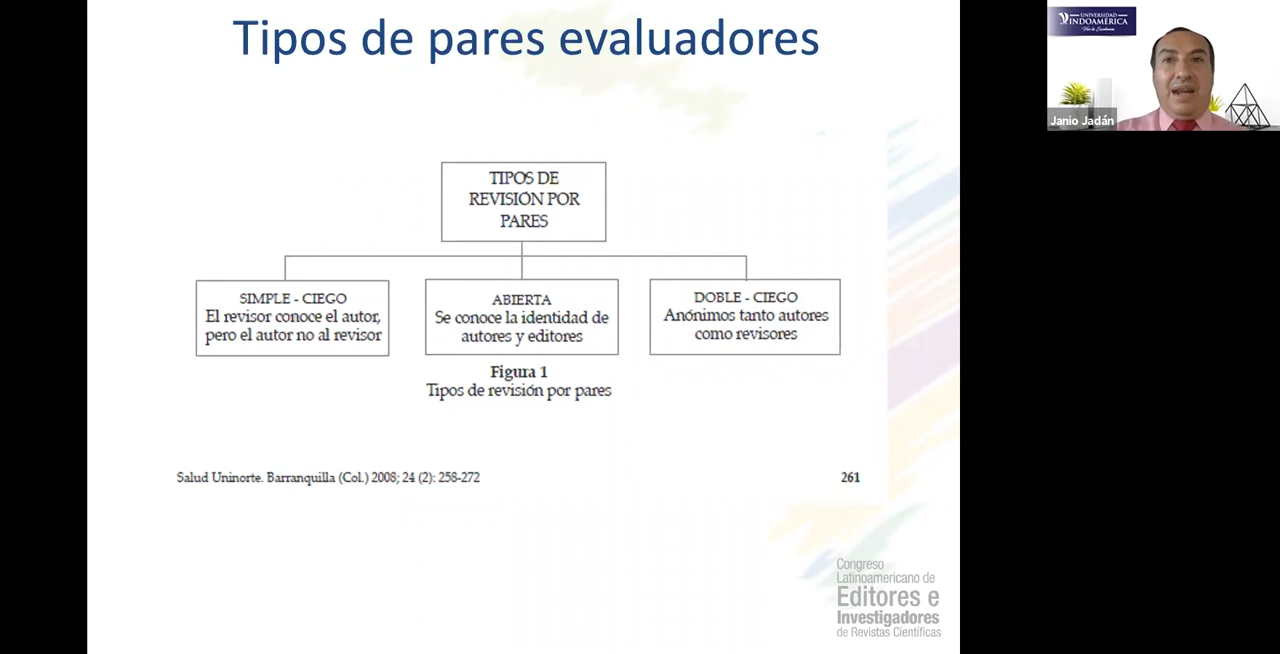 Tipos de pares evaluadores
UNIVERSIDAD
INDOAMÉRICA
Janio Jadán
TIPOS DE
REVISIÓN POR
PARES
SIMPLE - CIEGO
El revisor conoce el autor,
pero el autor no al revisor
ABIERTA
Se conoce la identidad de
autores y editores
DOBLE - CIEGO
Anónimos tanto autores
como revisores
Figura 1
Tipos de revisión por pares
Salud Uninorte. Barranquilla (Col.) 2008; 24 (2): 258-272
261
Congreso
Latinoamericano de
Editores e
Investigadores
de Revistas Científicas